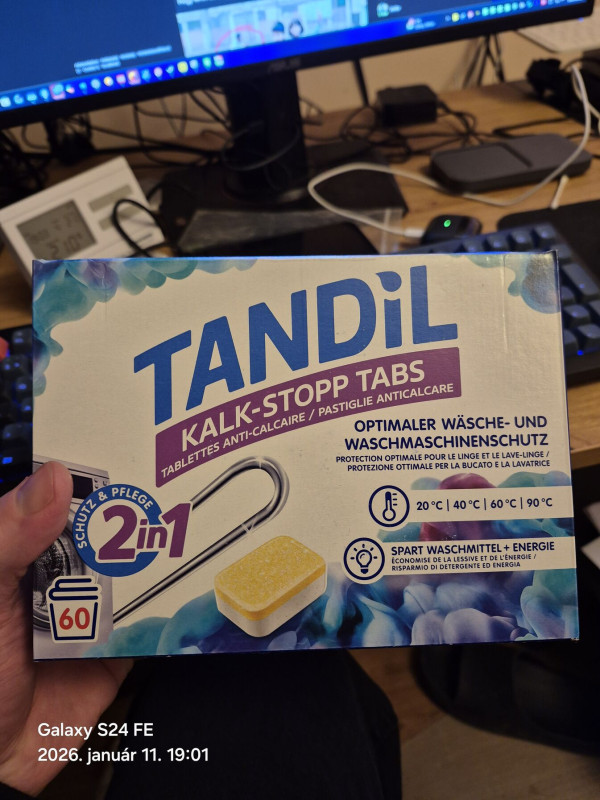 ASUS
TANDiL
KALK-STOPP TABS
TABLETTES ANTI-CALCAIRE / PASTIGLIE ANTICALCARE
OPTIMALER WÄSCHE- UND
WASCHMASCHINENSCHUTZ
PROTECTION OPTIMALE POUR LE LINGE ET LE LAVE-LINGE /
PROTEZIONE OTTIMALE PER LA BUCATO E LA LAVATRICE
SCHUTZ & PFLEGE
2in1
20 °C | 40 °C | 60 °C | 90 °C
SPART WASCHMITTEL + ENERGIE
ÉCONOMISE DE LA LESSIVE ET DE L'ÉNERGIE /
RISPARMIO DI DETERGENTE ED ENERGIA
60
Galaxy S24 FE
2026. január 11. 19:01